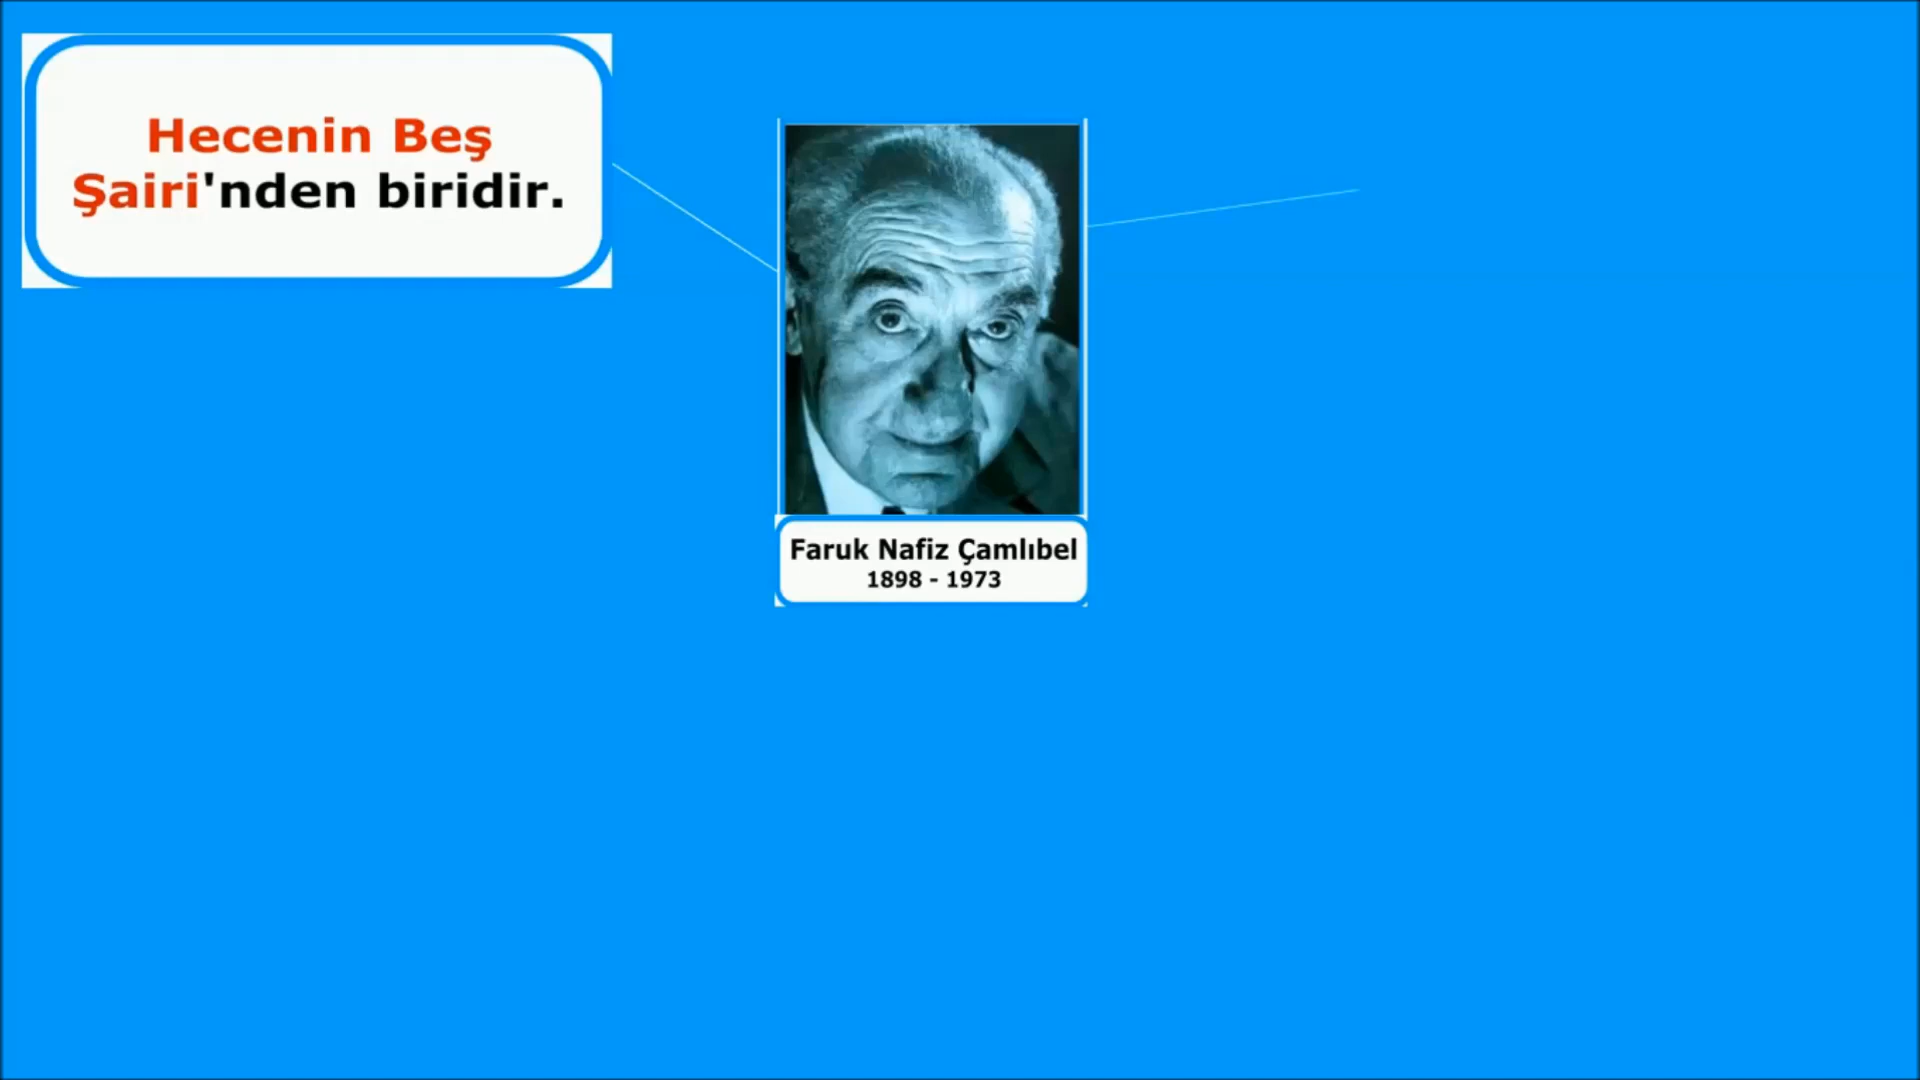 Hecenin Beş
Şairi'nden biridir.
Faruk Nafiz Çamlıbel
1898 - 1973